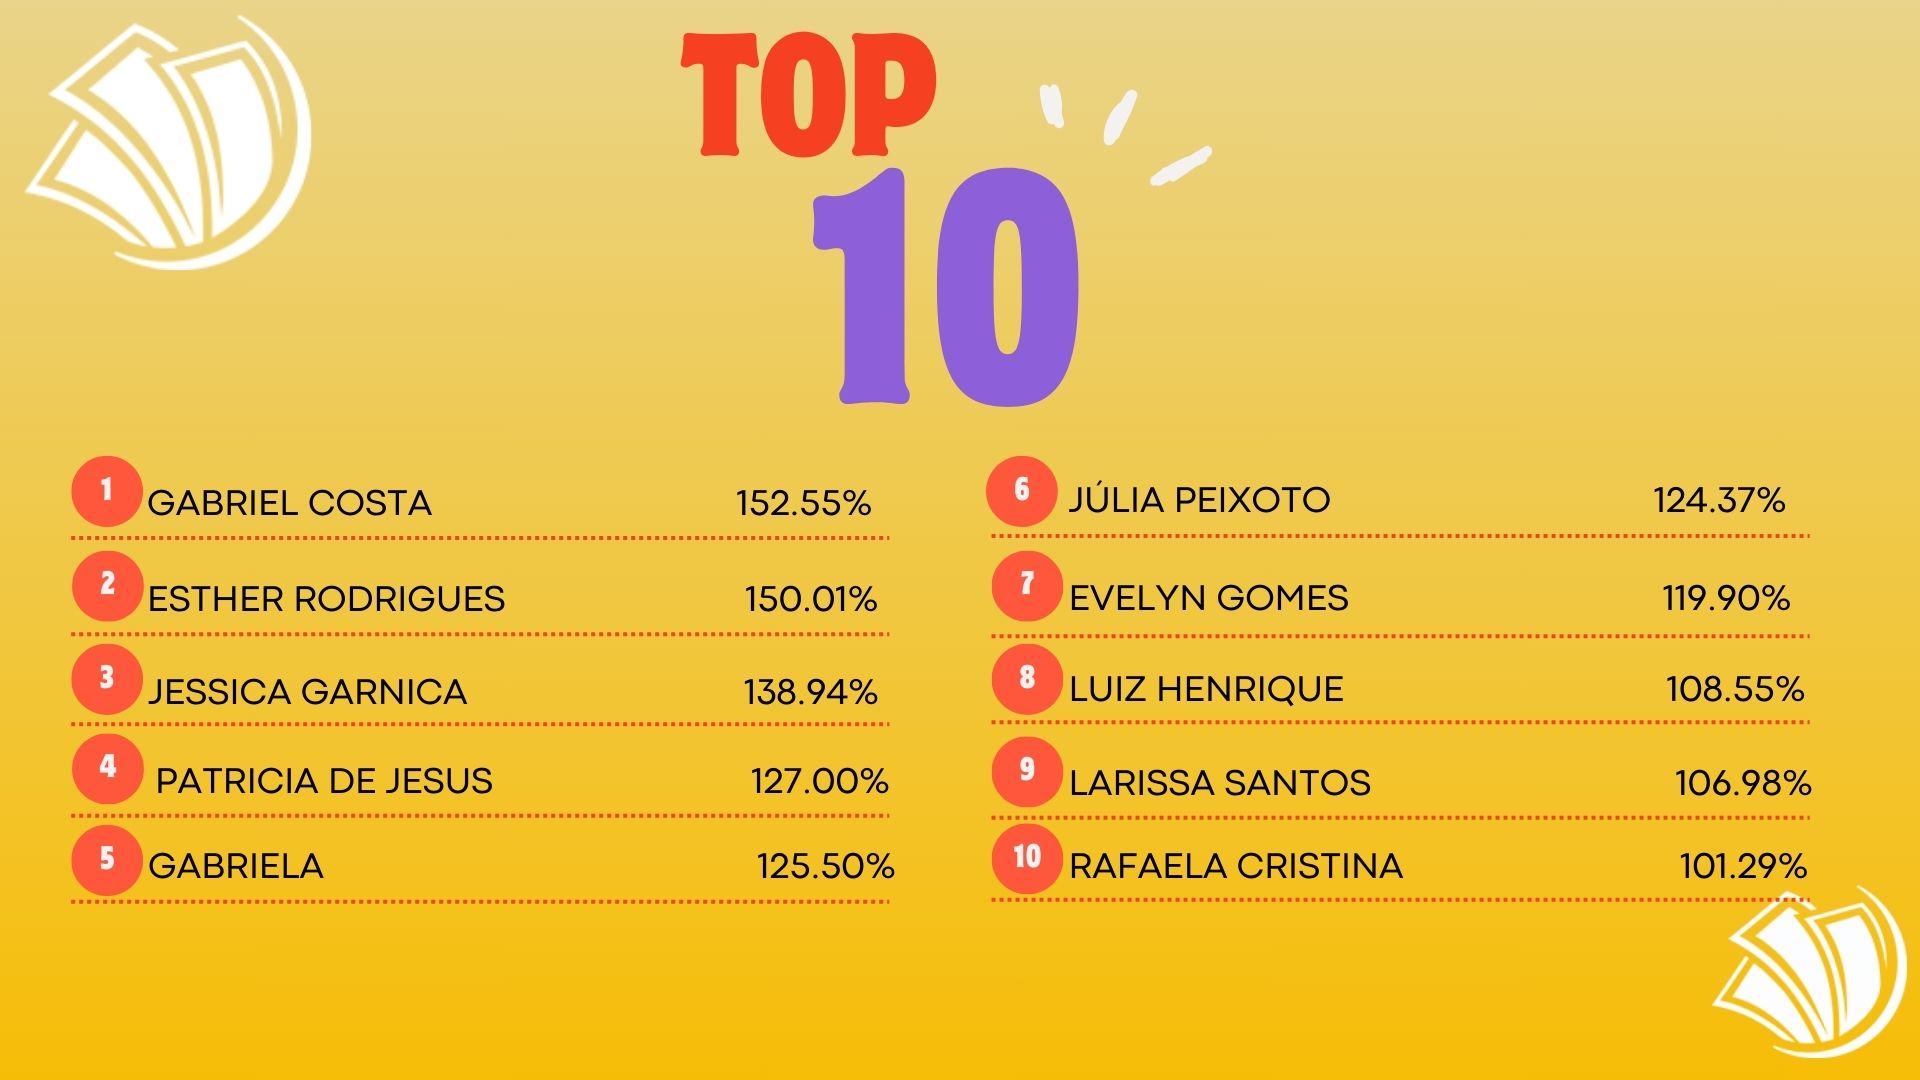 TOP
10
1 GABRIEL COSTA 152.55%
2 ESTHER RODRIGUES 150.01%
3 JESSICA GARNICA 138.94%
4 PATRICIA DE JESUS 127.00%
5 GABRIELA 125.50%
6 JÚLIA PEIXOTO 124.37%
7 EVELYN GOMES 119.90%
8 LUIZ HENRIQUE 108.55%
9 LARISSA SANTOS 106.98%
10 RAFAELA CRISTINA 101.29%